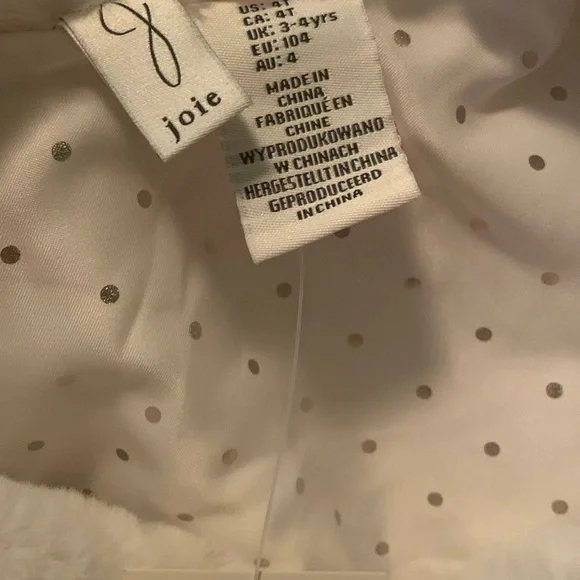 joie
US: 4T
CA: 4T
UK: 3-4yrs
EU: 104
AU: 4
MADE IN
CHINA
FABRIQUÉ EN
CHINE
WYPRODUKOWANO
W CHINACH
HERGESTELLT IN CHINA
GEPRODUCEERD
IN CHINA